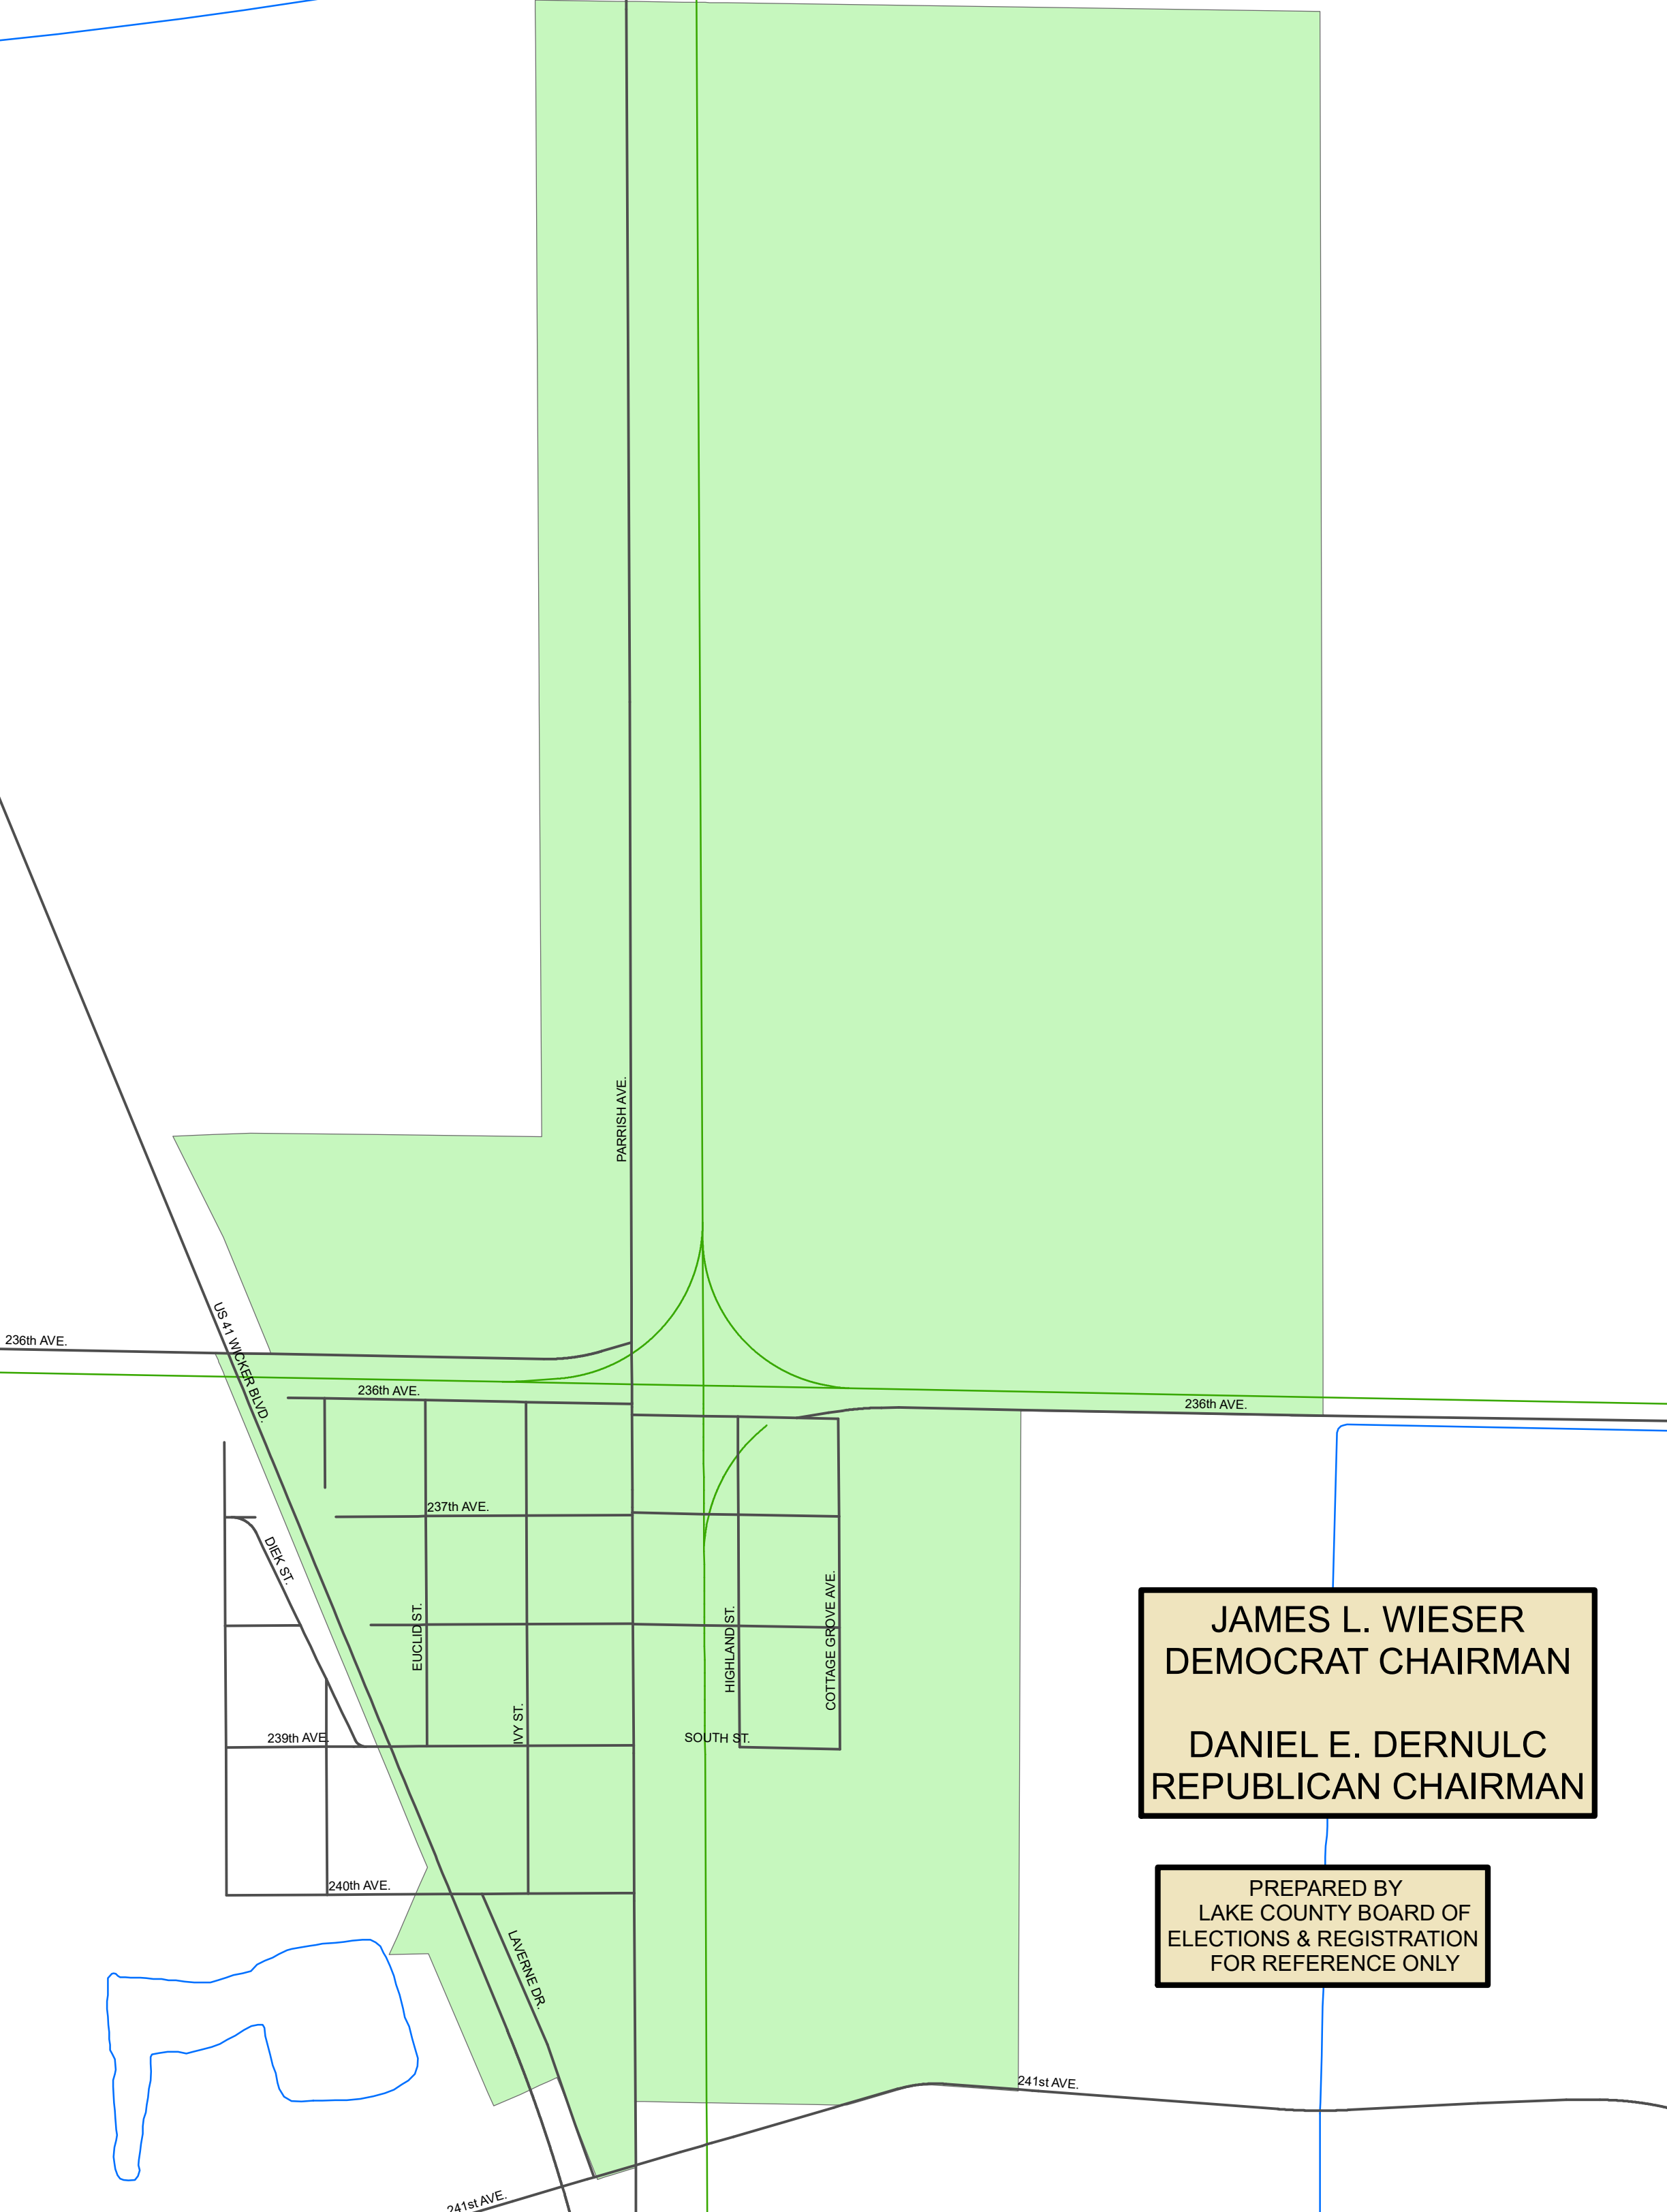 PARRISH AVE.
US 41 WICKER BLVD.
236th AVE.
236th AVE.
236th AVE.
237th AVE.
DIEK ST.
EUCLID ST.
IVY ST.
HIGHLAND ST.
COTTAGE GROVE AVE.
239th AVE.
SOUTH ST.
240th AVE.
LAVERNE DR.
241st AVE.
241st AVE.
JAMES L. WIESER
DEMOCRAT CHAIRMAN
DANIEL E. DERNULC
REPUBLICAN CHAIRMAN
PREPARED BY
LAKE COUNTY BOARD OF
ELECTIONS & REGISTRATION
FOR REFERENCE ONLY